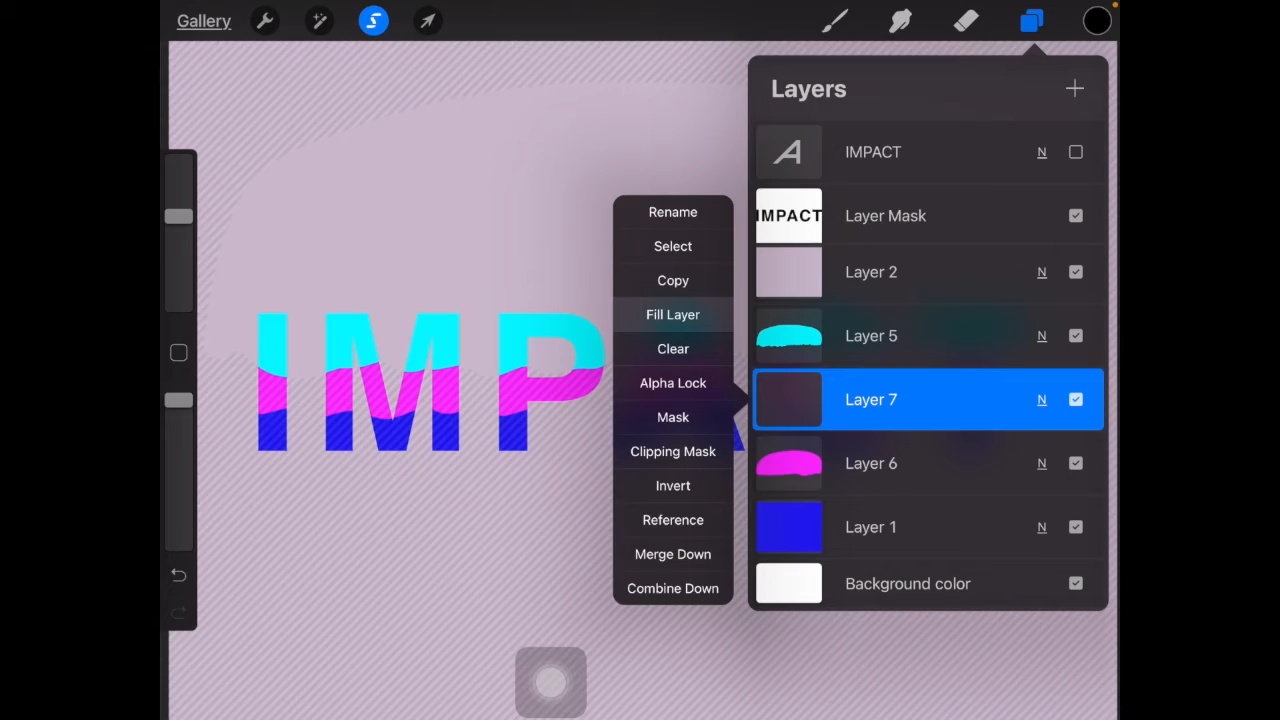 Gallery
Layers
A IMPACT N
IMPACT Layer Mask
Layer 2 N
Layer 5 N
Layer 7 N
Layer 6 N
Layer 1 N
Background color
Rename
Select
Copy
Fill Layer
Clear
Alpha Lock
Mask
Clipping Mask
Invert
Reference
Merge Down
Combine Down
IMP